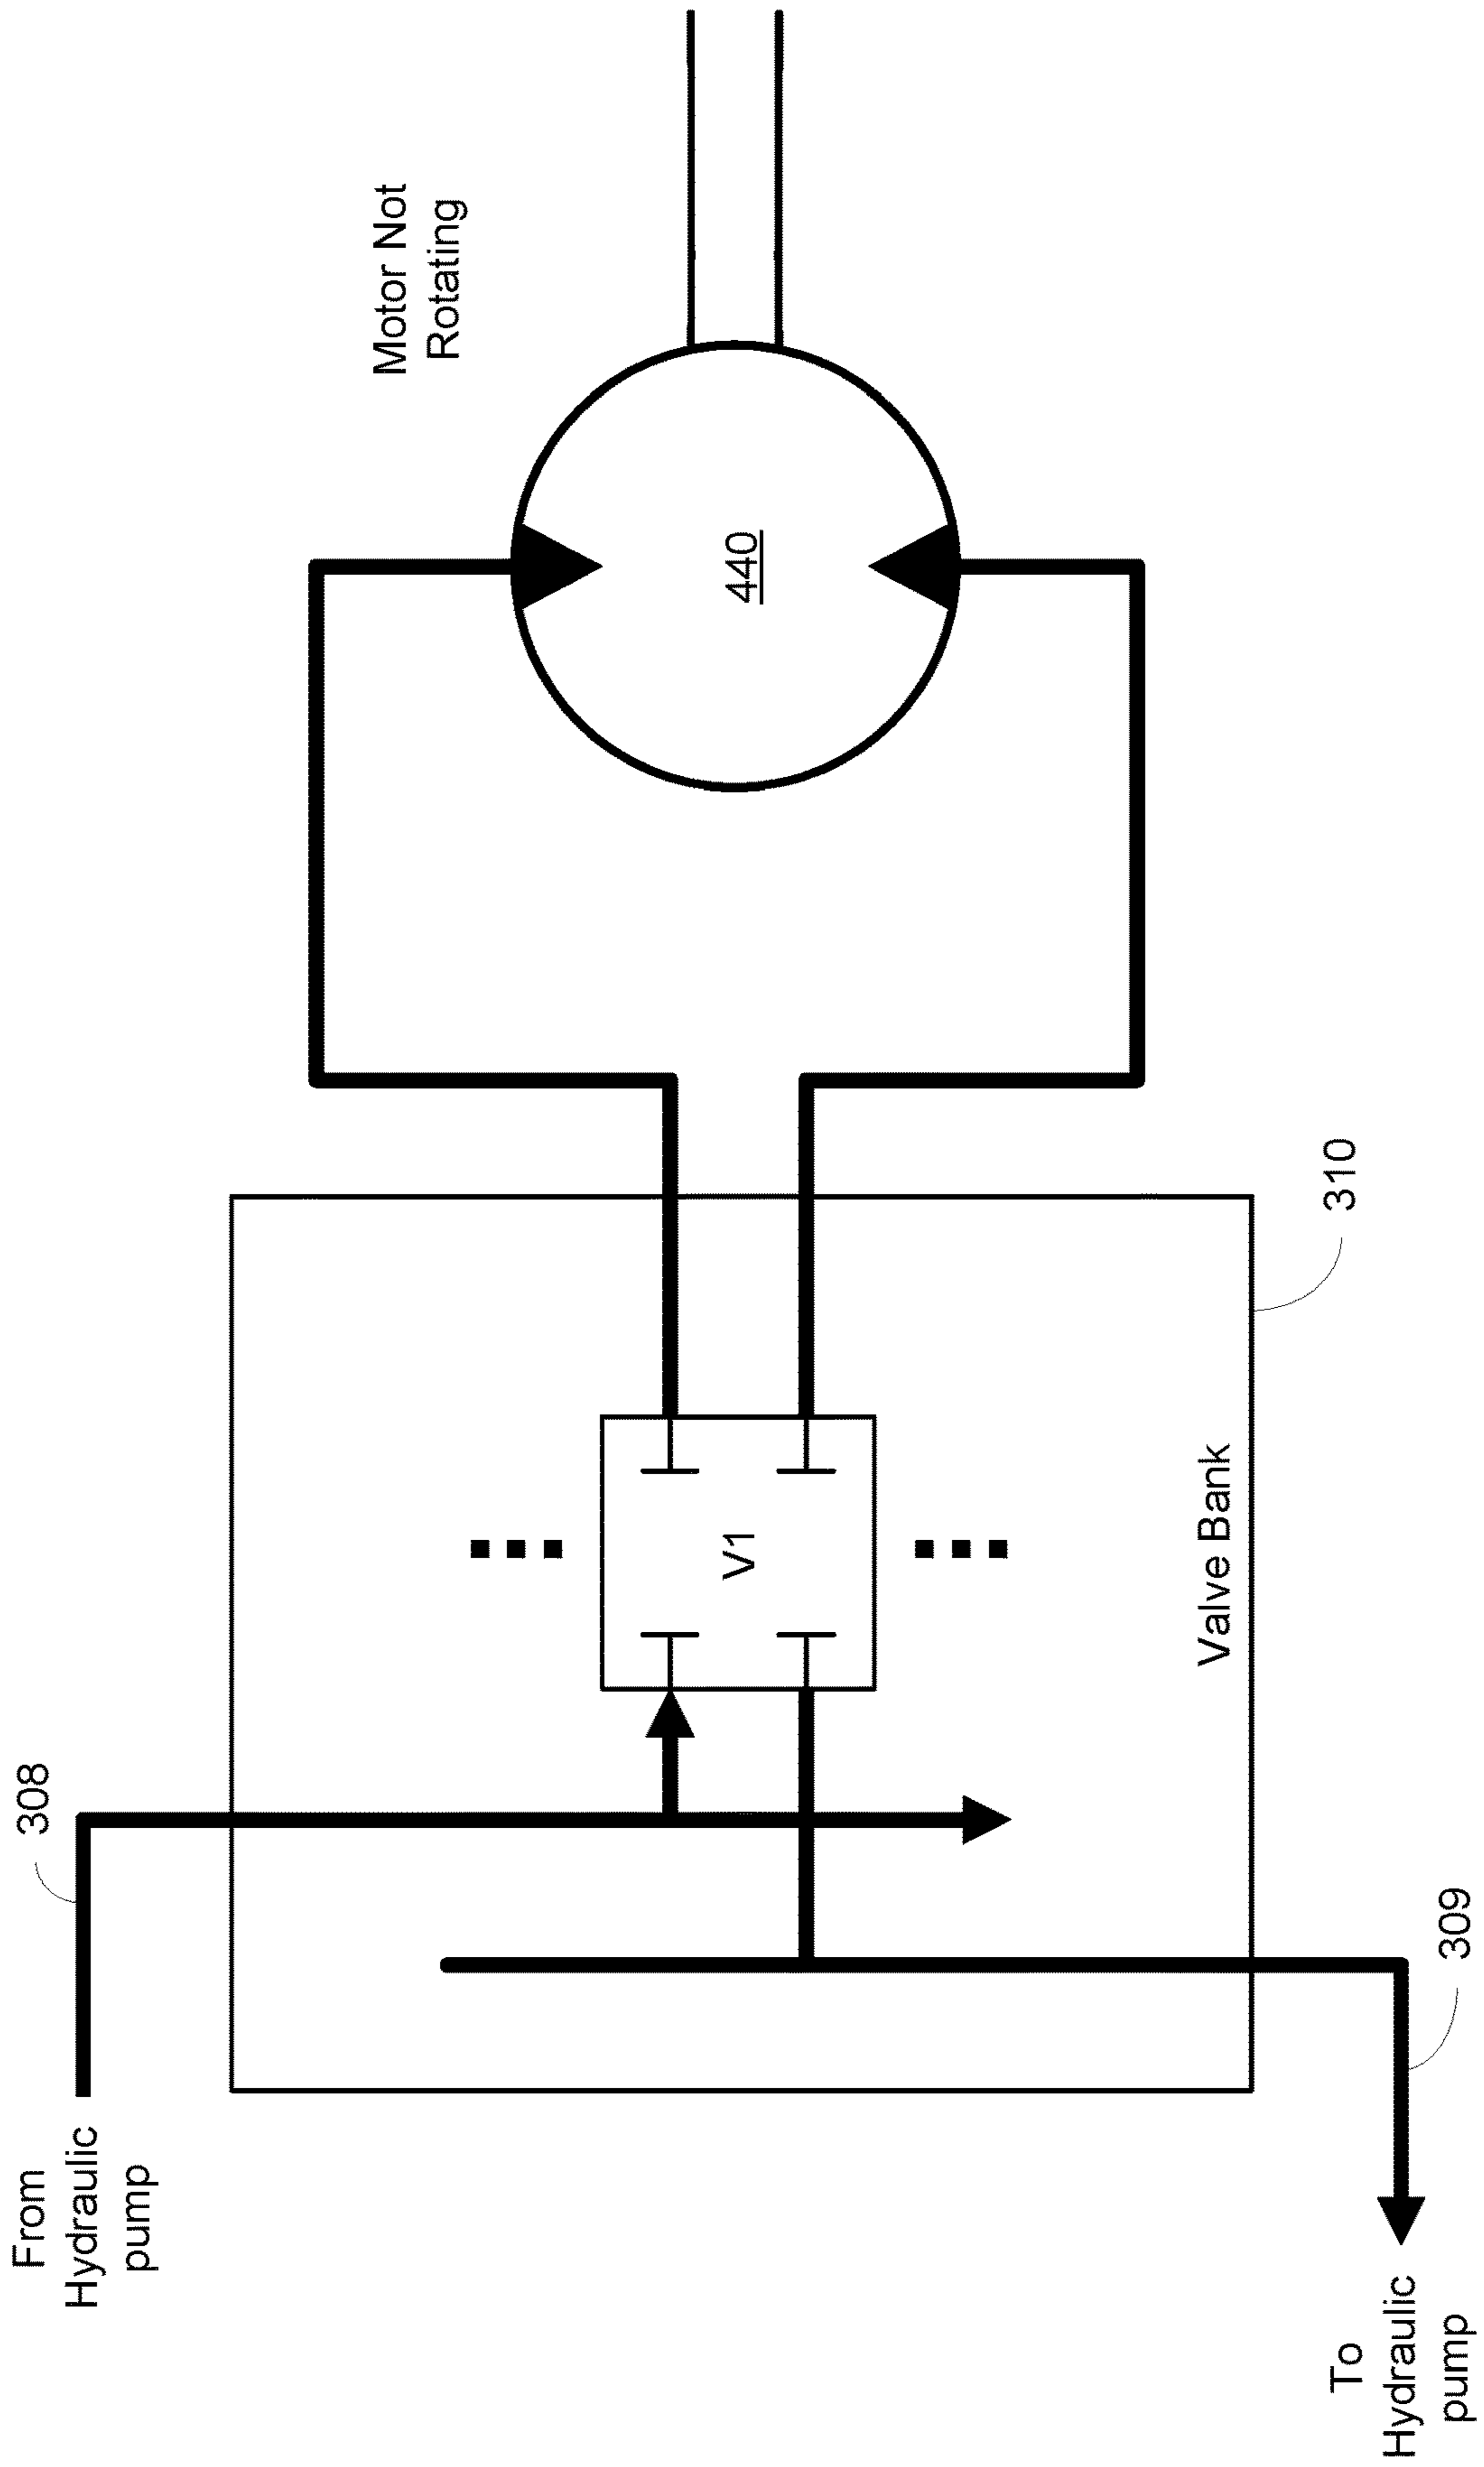 From
Hydraulic
pump
308
Motor Not
Rotating
V1
440
Valve Bank
310
To
Hydraulic
pump
309